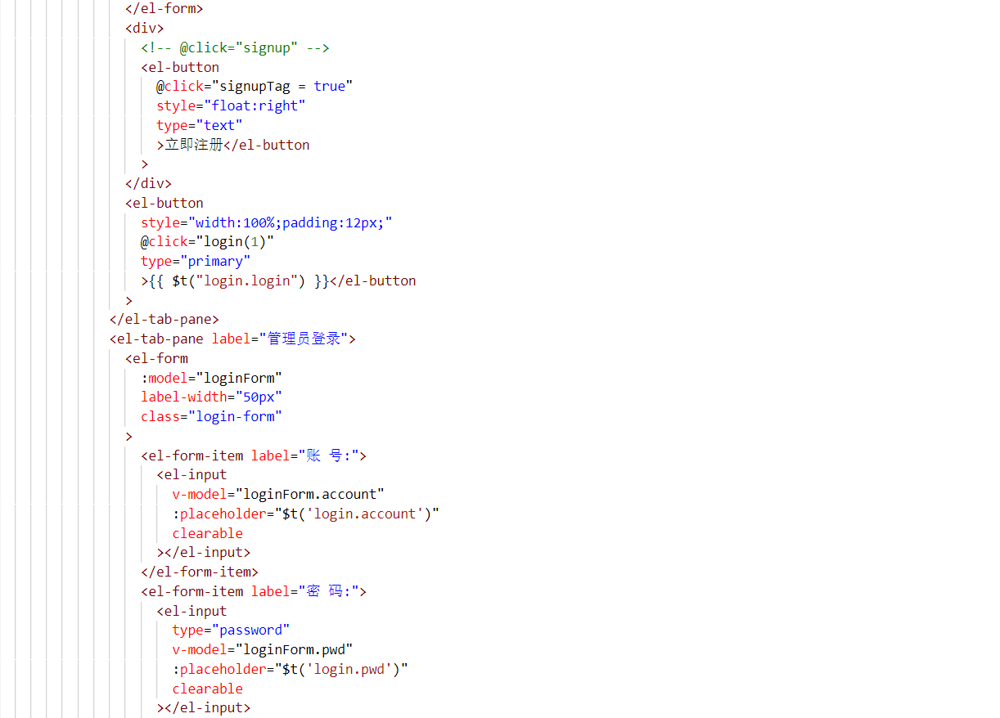 </el-form>
<div>
<!-- @click="signup" -->
<el-button
@click="signupTag = true"
style="float:right"
type="text"
>立即注册</el-button
>
</div>
<el-button
style="width:100%;padding:12px;"
@click="login(1)"
type="primary"
>{{ $t("login.login") }}</el-button
>
</el-tab-pane>
<el-tab-pane label="管理员登录">
<el-form
:model="loginForm"
label-width="50px"
class="login-form"
>
<el-form-item label="账 号:">
<el-input
v-model="loginForm.account"
:placeholder="$t('login.account')"
clearable
></el-input>
</el-form-item>
<el-form-item label="密 码:">
<el-input
type="password"
v-model="loginForm.pwd"
:placeholder="$t('login.pwd')"
clearable
></el-input>